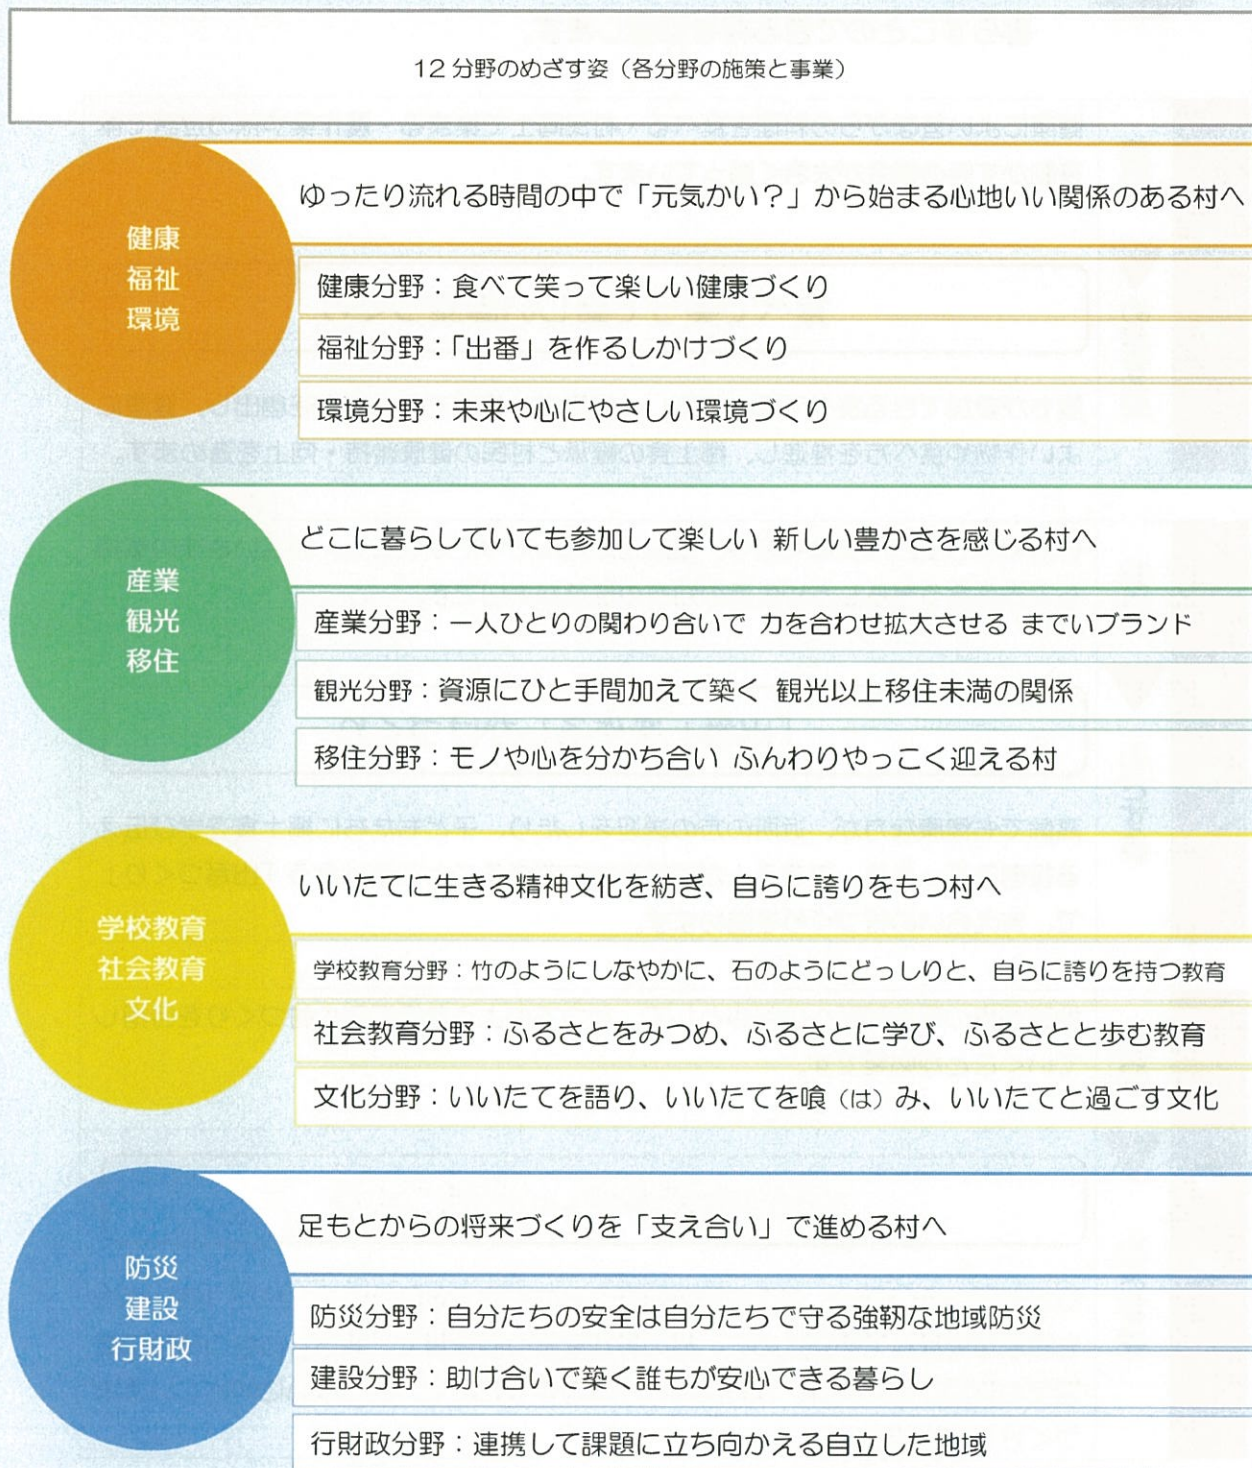 12分野のめざす姿（各分野の施策と事業）
健康
福祉
環境
ゆったり流れる時間の中で「元気かい？」から始まる心地いい関係のある村へ
健康分野：食べて笑って楽しい健康づくり
福祉分野：「出番」を作るしかけづくり
環境分野：未来や心にやさしい環境づくり
産業
観光
移住
どこに暮らしていても参加して楽しい 新しい豊かさを感じる村へ
産業分野：一人ひとりの関わり合いで 力を合わせ拡大させる までいブランド
観光分野：資源にひと手間加えて築く 観光以上移住未満の関係
移住分野：モノや心を分かち合い ふんわりやっこく迎える村
学校教育
社会教育
文化
いいたてに生きる精神文化を紡ぎ、自らに誇りをもつ村へ
学校教育分野：竹のようにしなやかに、石のようにどっしりと、自らに誇りを持つ教育
社会教育分野：ふるさとをみつめ、ふるさとに学び、ふるさとと歩む教育
文化分野：いいたてを語り、いいたてを喰（は）み、いいたてと過ごす文化
防災
建設
行財政
足もとからの将来づくりを「支え合い」で進める村へ
防災分野：自分たちの安全は自分たちで守る強靭な地域防災
建設分野：助け合いで築く誰もが安心できる暮らし
行財政分野：連携して課題に立ち向かえる自立した地域